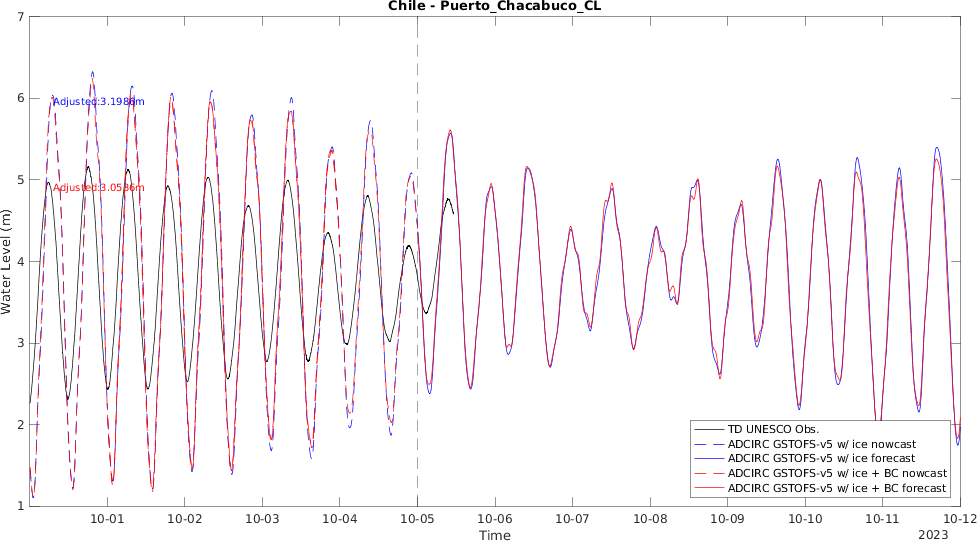 Chile - Puerto_Chacabuco_CL
7
6
5
4
3
2
1
Water Level (m)
Adjusted:3.1986m
Adjusted:3.0536m
TD UNESCO Obs.
ADCIRC GSTOFS-v5 w/ ice nowcast
ADCIRC GSTOFS-v5 w/ ice forecast
ADCIRC GSTOFS-v5 w/ ice + BC nowcast
ADCIRC GSTOFS-v5 w/ ice + BC forecast
10-01 10-02 10-03 10-04 10-05 10-06 10-07 10-08 10-09 10-10 10-11 10-12
Time
2023